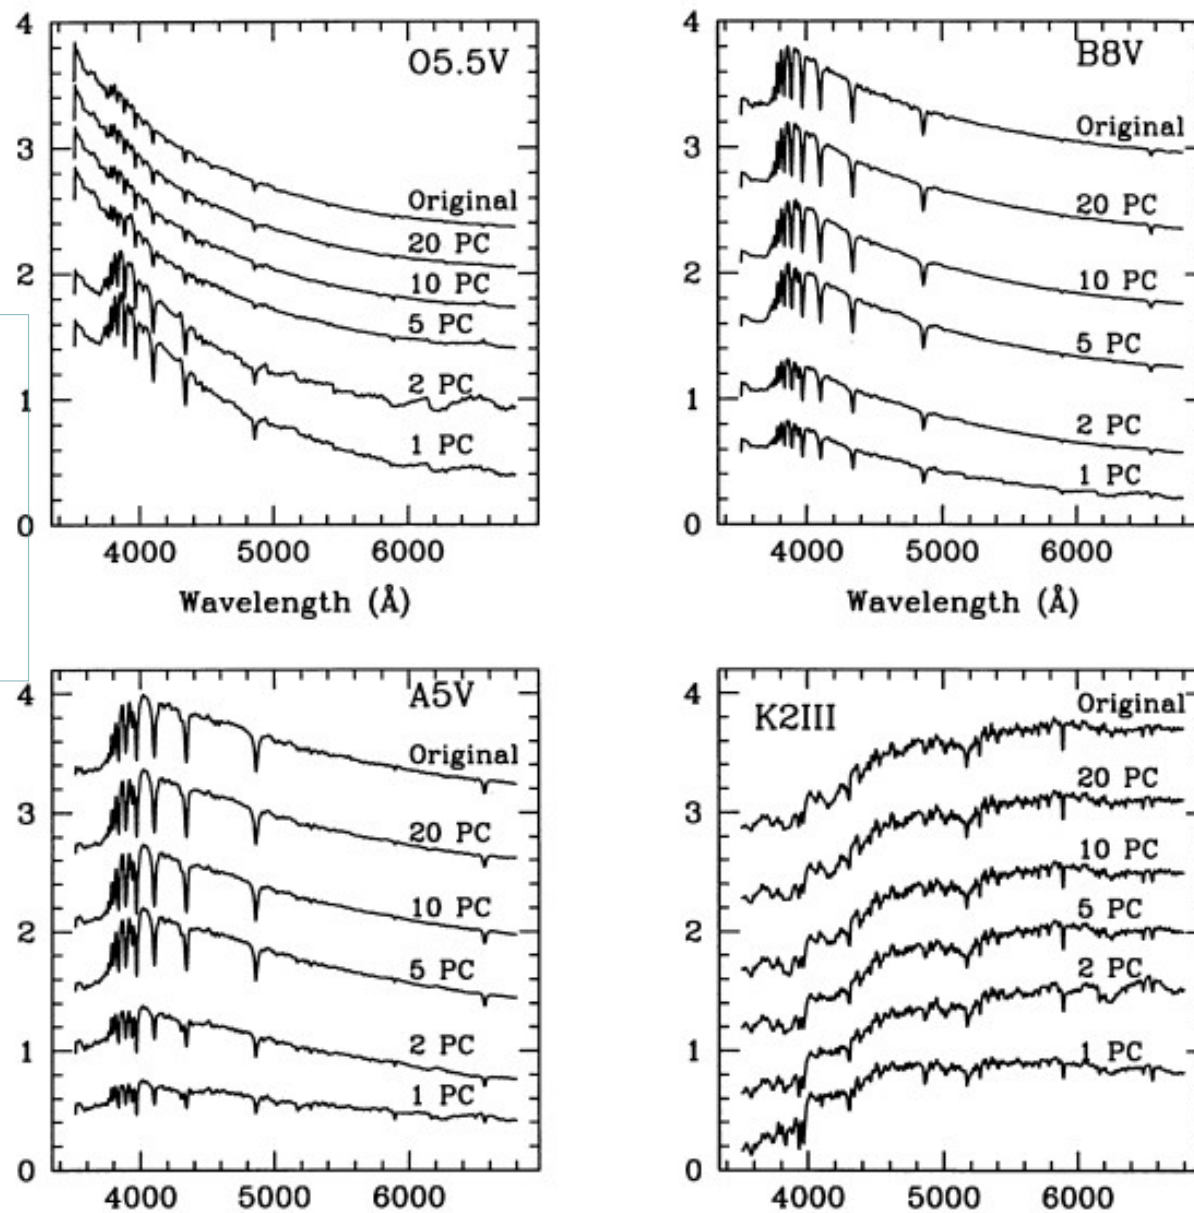 O5.5V
4
3
2
1
0
Original
20 PC
10 PC
5 PC
2 PC
1 PC
4000 5000 6000
Wavelength (Å)
B8V
4
3
2
1
0
Original
20 PC
10 PC
5 PC
2 PC
1 PC
4000 5000 6000
Wavelength (Å)
A5V
4
3
2
1
0
Original
20 PC
10 PC
5 PC
2 PC
1 PC
4000 5000 6000
K2III
4
3
2
1
0
Original
20 PC
10 PC
5 PC
2 PC
1 PC
4000 5000 6000